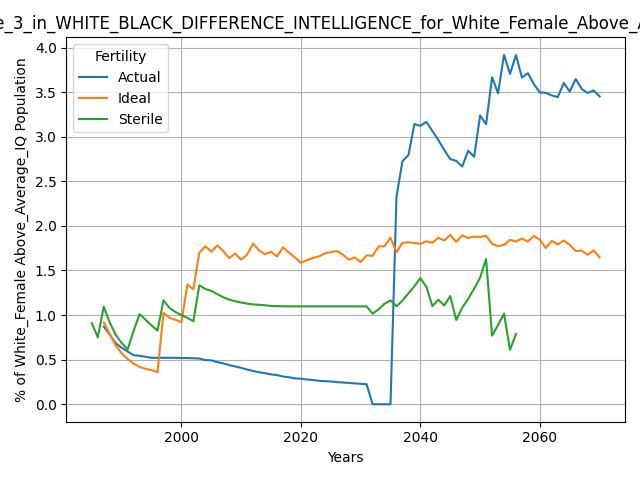 e_3_in_WHITE_BLACK_DIFFERENCE_INTELLIGENCE_for_White_Female_Above_A
Fertility
Actual
Ideal
Sterile
% of White_Female Above_Average_IQ Population
4.0
3.5
3.0
2.5
2.0
1.5
1.0
0.5
0.0
2000
2020
2040
2060
Years